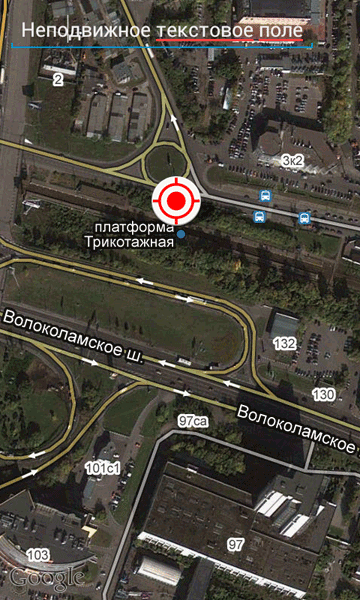 Неподвижное текстовое поле
2
3к2
платформа
Трикотажная
Волоколамское ш.
132
130
Волоколамское
97са
101с1
97
103
Google